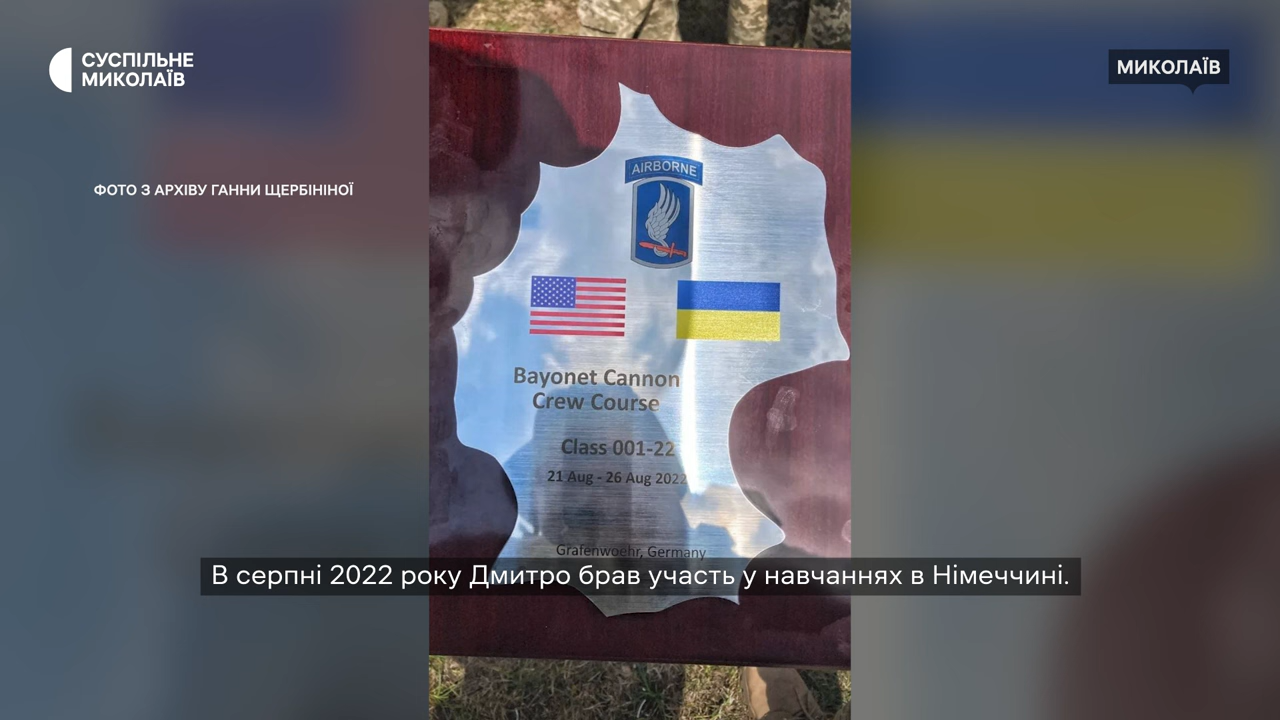 СУСПІЛЬНЕ
МИКОЛАЇВ
МИКОЛАЇВ
ФОТО З АРХІВУ ГАННИ ЩЕРБІНІНОЇ
AIRBORNE
Bayonet Cannon
Crew Course
Class 001-22
21 Aug - 26 Aug 2022
Grafenwoehr, Germany
В серпні 2022 року Дмитро брав участь у навчаннях в Німеччині.